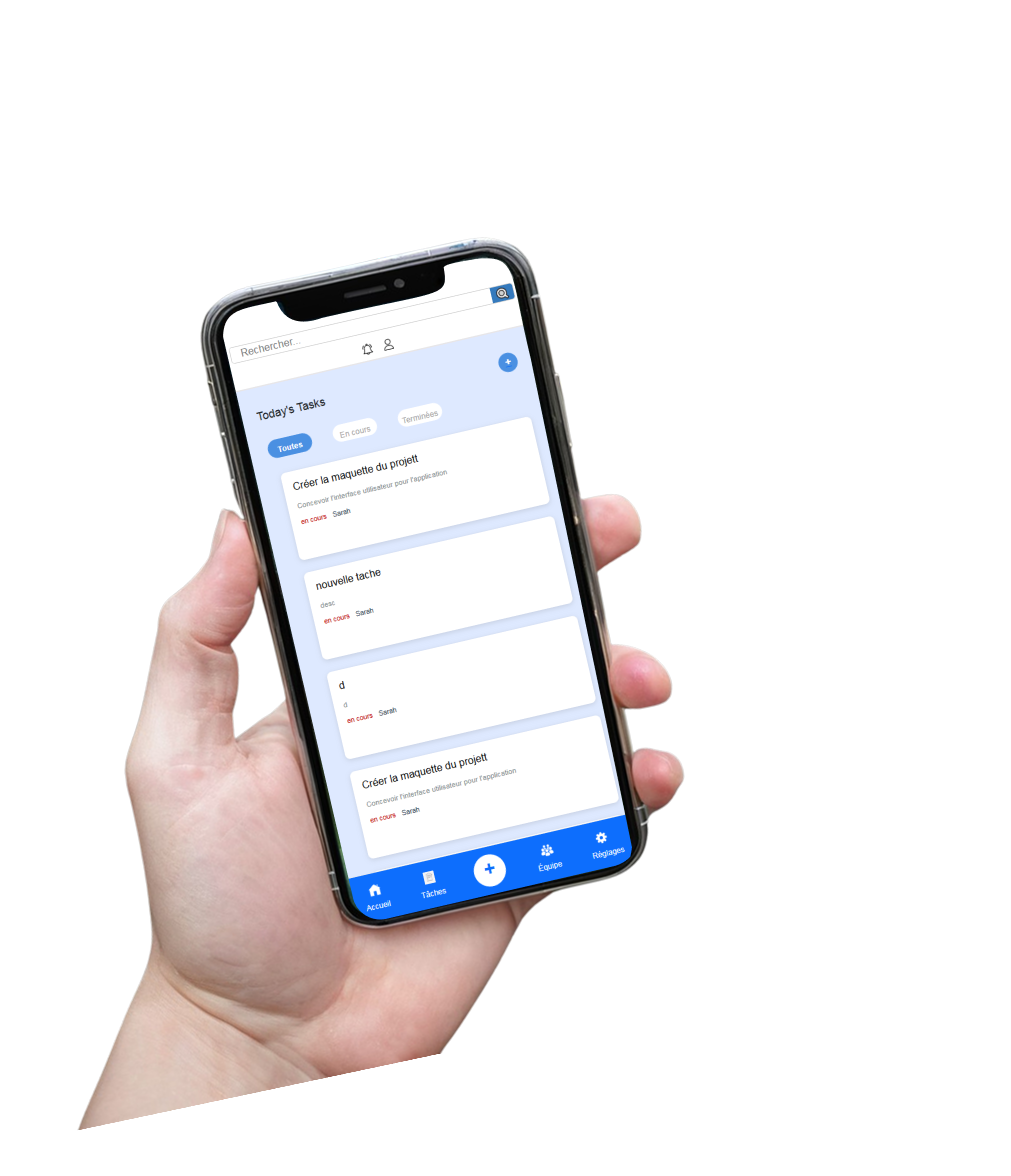 Rechercher...
Today's Tasks
Toutes
En cours
Terminées
Créer la maquette du projett
Concevoir l'interface utilisateur pour l'application
en cours Sarah
nouvelle tache
desc
en cours Sarah
d
d
en cours Sarah
Créer la maquette du projett
Concevoir l'interface utilisateur pour l'application
en cours Sarah
Accueil
Tâches
Équipe
Réglages